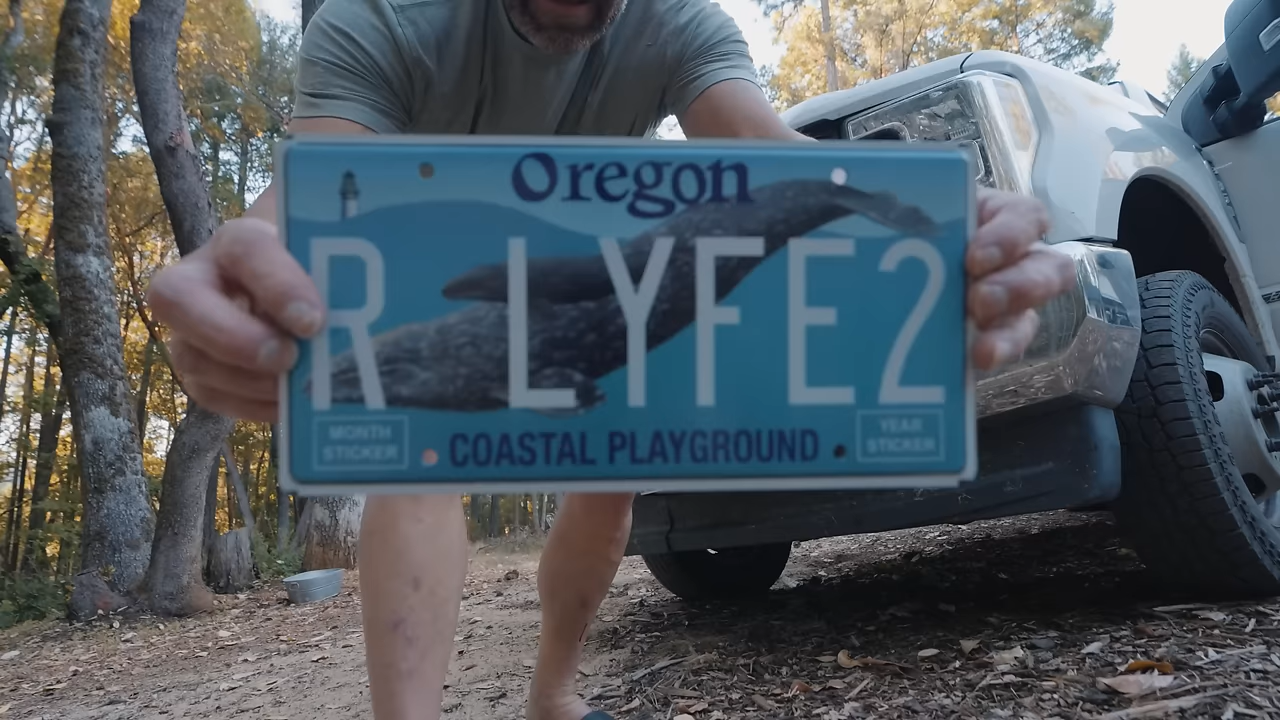 Oregon
R LYFE2
MONTH
STICKER
COASTAL PLAYGROUND
YEAR
STICKER